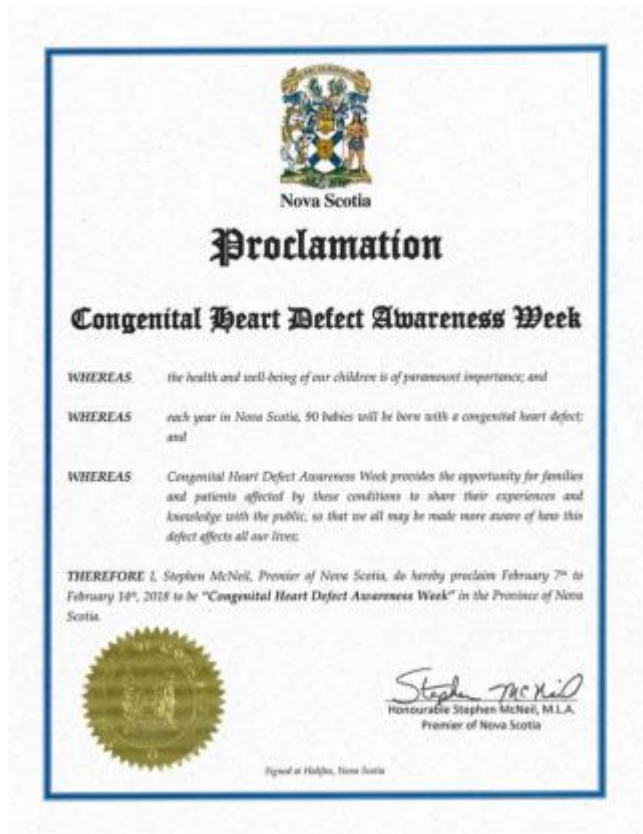 Nova Scotia
Proclamation
Congenital Heart Defect Awareness Week
WHEREAS the health and well-being of our children is of paramount importance; and
WHEREAS each year in Nova Scotia, 90 babies will be born with a congenital heart defect;
and
WHEREAS Congenital Heart Defect Awareness Week provides the opportunity for families
and patients affected by these conditions to share their experiences and
knowledge with the public, so that we all may be made more aware of how this
defect affects all our lives;
THEREFORE I, Stephen McNeil, Premier of Nova Scotia, do hereby proclaim February 7th to
February 14th, 2018 to be "Congenital Heart Defect Awareness Week" in the Province of Nova
Scotia.
Stephen McNeil
Honourable Stephen McNeil, M.L.A.
Premier of Nova Scotia
Signed at Halifax, Nova Scotia